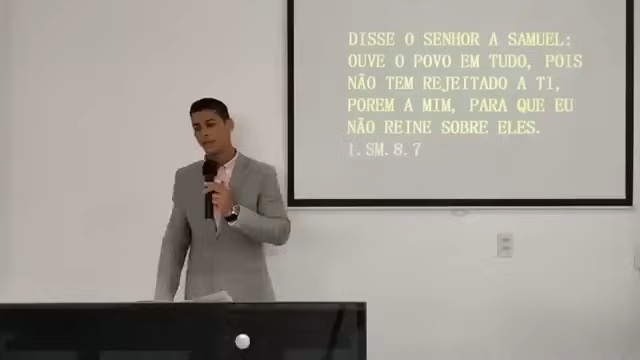 DISSE O SENHOR A SAMUEL:
OUVE O POVO EM TUDO, POIS
NÃO TEM REJEITADO A TI,
POREM A MIM, PARA QUE EU
NÃO REINE SOBRE ELES.
1.SM.8.7